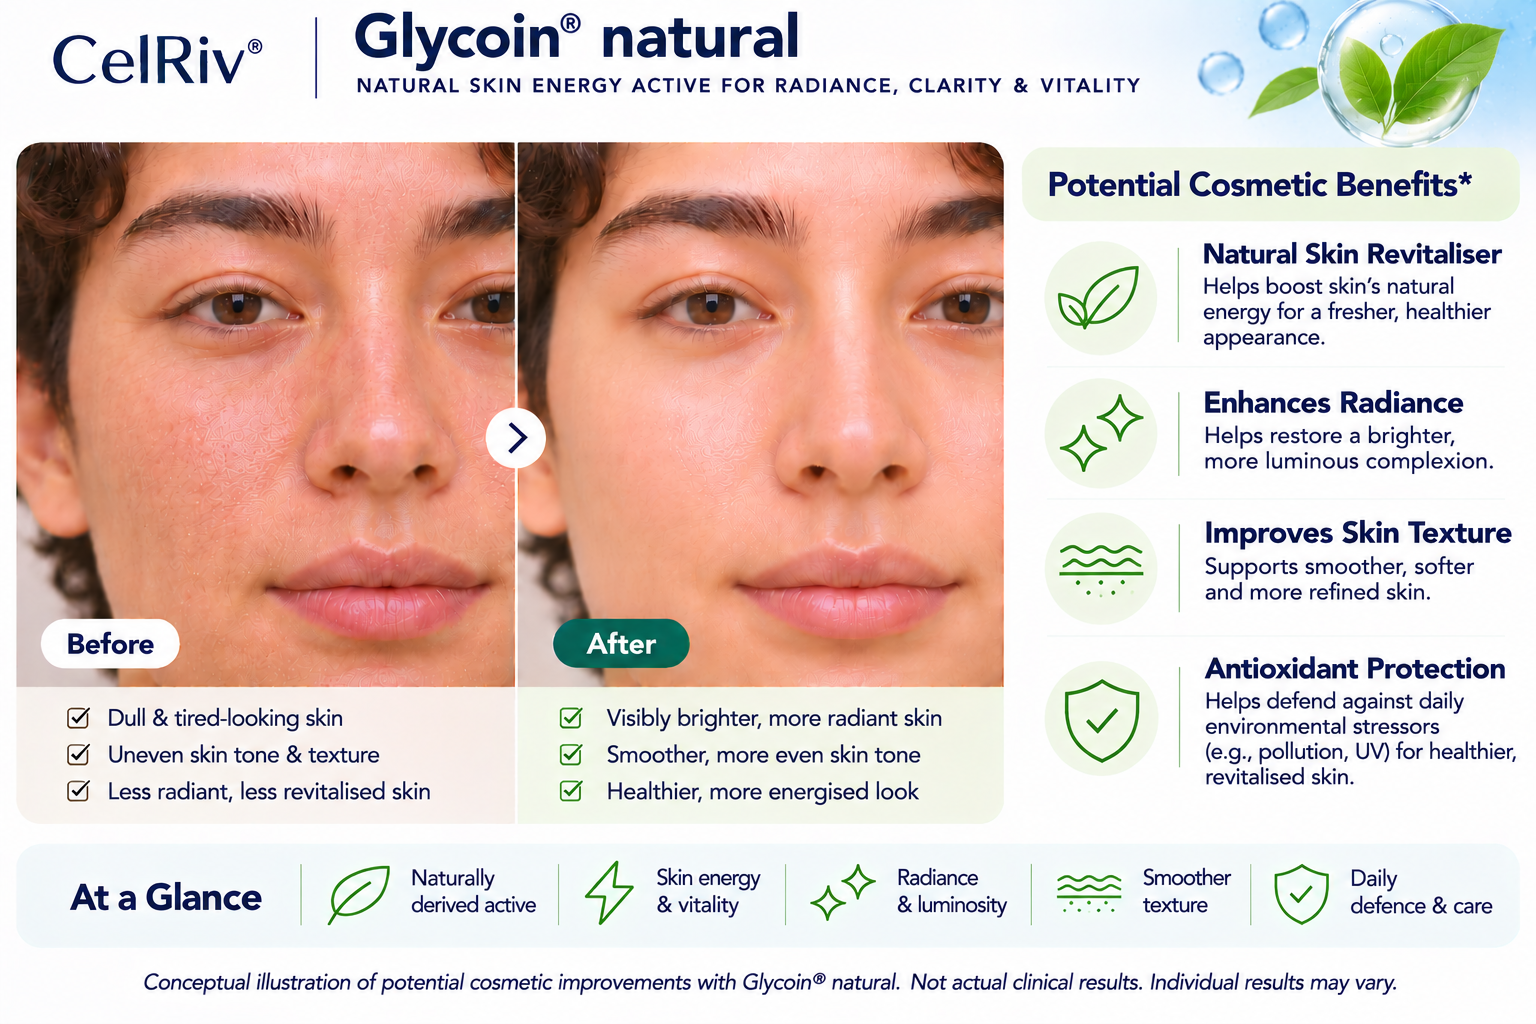 CelRiv®
Glycoin® natural
NATURAL SKIN ENERGY ACTIVE FOR RADIANCE, CLARITY & VITALITY
Before
Dull & tired-looking skin
Uneven skin tone & texture
Less radiant, less revitalised skin
After
Visibly brighter, more radiant skin
Smoother, more even skin tone
Healthier, more energised look
Potential Cosmetic Benefits*
Natural Skin Revitaliser
Helps boost skin's natural
energy for a fresher, healthier
appearance.
Enhances Radiance
Helps restore a brighter,
more luminous complexion.
Improves Skin Texture
Supports smoother, softer
and more refined skin.
Antioxidant Protection
Helps defend against daily
environmental stressors
(e.g., pollution, UV) for healthier,
revitalised skin.
At a Glance
Naturally
derived active
Skin energy
& vitality
Radiance
& luminosity
Smoother
texture
Daily
defence & care
Conceptual illustration of potential cosmetic improvements with Glycoin® natural. Not actual clinical results. Individual results may vary.